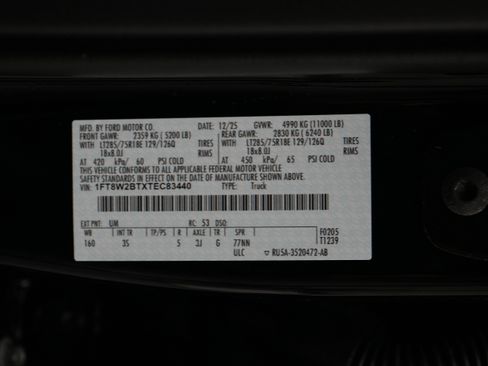 MFD. BY FORD MOTOR CO. DATE: 12/25 GVWR: 4990 KG (11000 LB)
FRONT GAWR: 2359 KG (5200 LB) REAR GAWR: 2830 KG (6240 LB)
WITH LT285/75R18E 129/126Q TIRES WITH LT285/75R18E 129/126Q TIRES
18x8.0J RIMS 18x8.0J RIMS
AT 420 kPa/ 60 PSI COLD AT 450 kPa/ 65 PSI COLD
THIS VEHICLE CONFORMS TO ALL APPLICABLE FEDERAL MOTOR VEHICLE
SAFETY STANDARDS IN EFFECT ON THE DATE OF MANUFACTURE SHOWN ABOVE.
VIN: 1FT8W2BTXTEC83440 TYPE: Truck
EXT PNT: UM RC: 53 DSO:
WB INT TR TP/PS R AXLE TR SPR F0205
160 3S 5 3J G 77NN T1239
ULC ▽ RU5A-3520472-AB